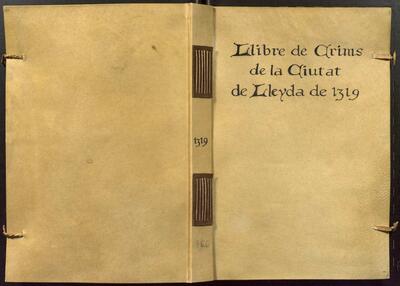 Llibre de Crims
de la Ciutat
de Lleyda de 1319
1319